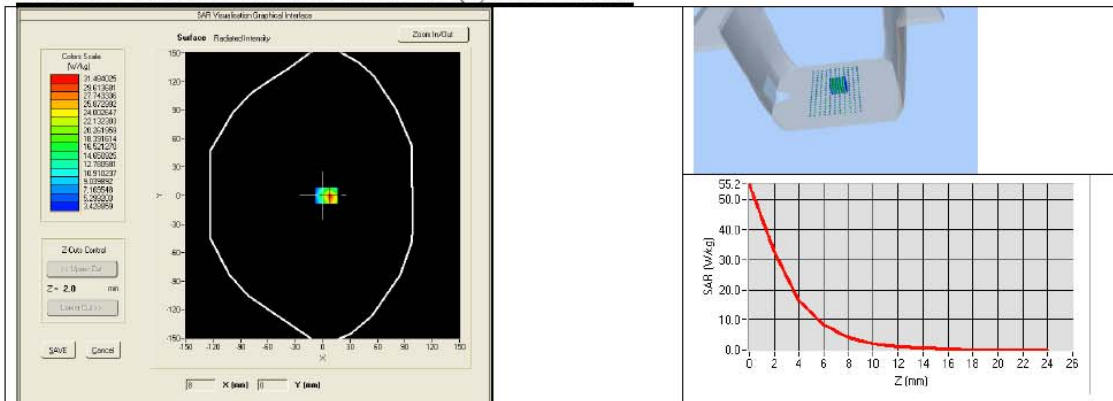 SAR Visualisation Graphical Interface
Surface Radiated Intensity
Zoom In/Out
Colors Scale
(W/kg)
31.484025
29.613681
27.743336
25.872992
24.002647
22.132303
20.261959
18.391614
16.521270
14.650925
12.780581
10.910237
9.039892
7.169548
5.299203
3.428859
Z-Cuts Control
<< Upper Cut
Z = 2.0 mm
Lower Cut >>
SAVE Cancel
150-
120-
90-
60-
30-
Y 0-
-30-
-60-
-90-
-120-
-150-
-150 -120 -90 -60 -30 0 30 60 90 120 150
X
8 X (mm) 0 Y (mm)
55.2-
50.0-
40.0-
30.0-
20.0-
10.0-
0.0-
SAR (W/kg)
0 2 4 6 8 10 12 14 16 18 20 22 24 26
Z (mm)